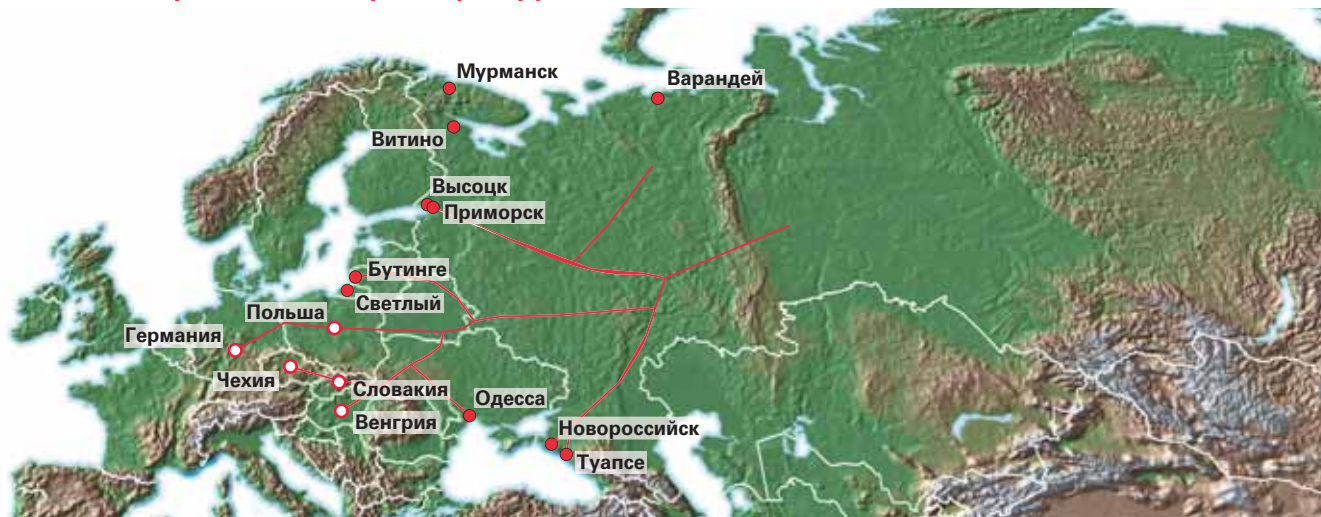 Мурманск
Варандей
Витино
Высоцк
Приморск
Бутинге
Светлый
Польша
Германия
Чехия
Словакия
Венгрия
Одесса
Новороссийск
Туапсе